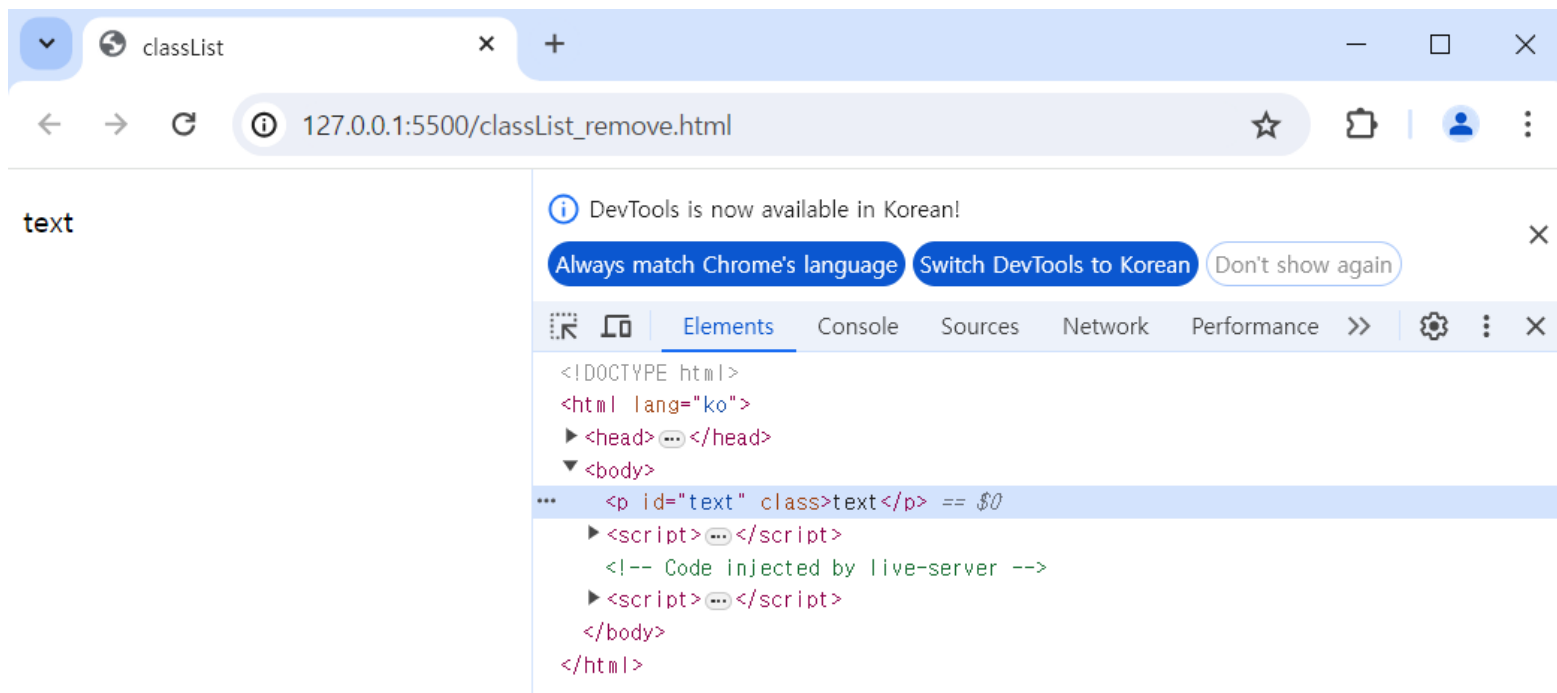 classList
127.0.0.1:5500/classList_remove.html
text
DevTools is now available in Korean!
Always match Chrome's language Switch DevTools to Korean Don't show again
Elements Console Sources Network Performance
<!DOCTYPE html>
<html lang="ko">
<head>…</head>
<body>
… <p id="text" class>text</p> == $0
<script>…</script>
<!-- Code injected by live-server -->
<script>…</script>
</body>
</html>